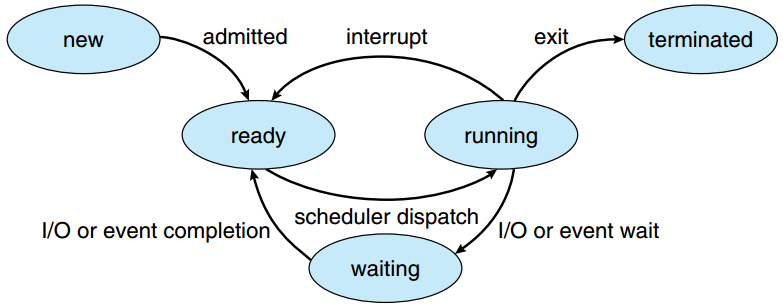 new
admitted
interrupt
exit
terminated
ready
running
scheduler dispatch
I/O or event completion
I/O or event wait
waiting